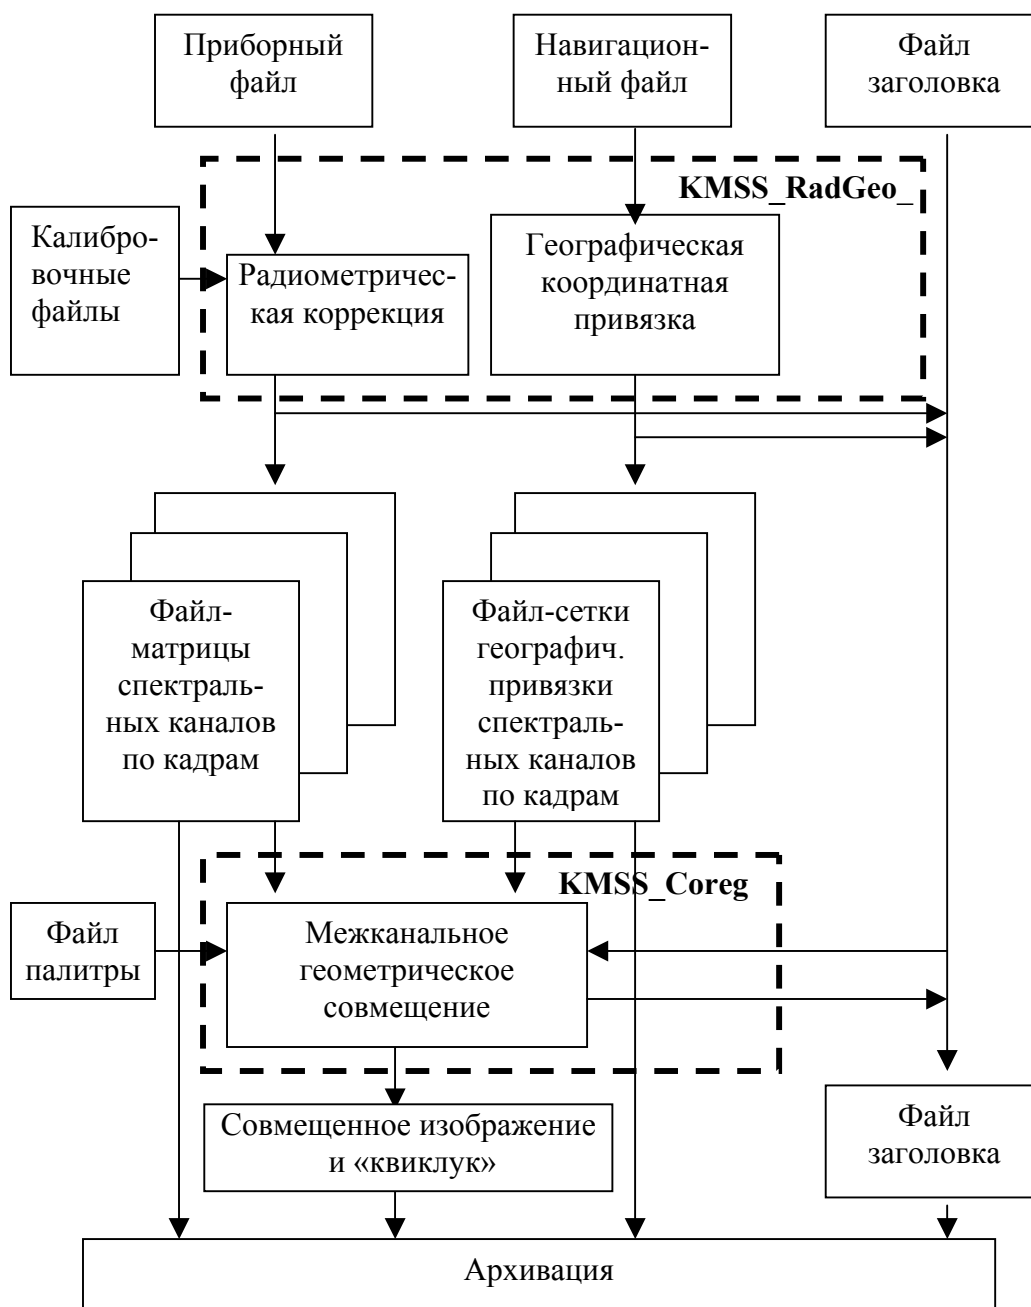 Приборный
файл
Навигацион-
ный файл
Файл
заголовка
KMSS_RadGeo_
Калибро-
вочные
файлы
Радиометричес-
кая коррекция
Географическая
координатная
привязка
Файл-
матрицы
спектраль-
ных каналов
по кадрам
Файл-сетки
географич.
привязки
спектраль-
ных каналов
по кадрам
KMSS_Coreg
Файл
палитры
Межканальное
геометрическое
совмещение
Совмещенное изображение
и «квиклук»
Файл
заголовка
Архивация